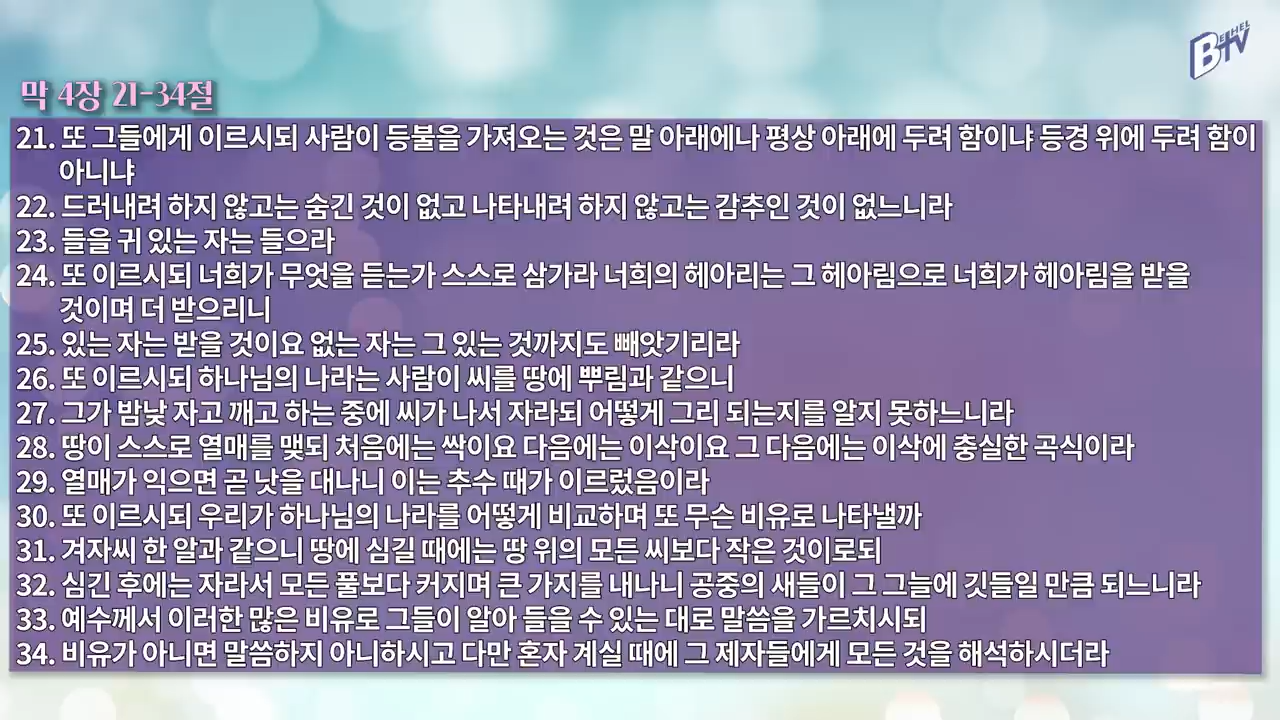 BETHEL
BTV
막 4장 21-34절
21. 또 그들에게 이르시되 사람이 등불을 가져오는 것은 말 아래에나 평상 아래에 두려 함이냐 등경 위에 두려 함이
아니냐
22. 드러내려 하지 않고는 숨긴 것이 없고 나타내려 하지 않고는 감추인 것이 없느니라
23. 들을 귀 있는 자는 들으라
24. 또 이르시되 너희가 무엇을 듣는가 스스로 삼가라 너희의 헤아리는 그 헤아림으로 너희가 헤아림을 받을
것이며 더 받으리니
25. 있는 자는 받을 것이요 없는 자는 그 있는 것까지도 빼앗기리라
26. 또 이르시되 하나님의 나라는 사람이 씨를 땅에 뿌림과 같으니
27. 그가 밤낮 자고 깨고 하는 중에 씨가 나서 자라되 어떻게 그리 되는지를 알지 못하느니라
28. 땅이 스스로 열매를 맺되 처음에는 싹이요 다음에는 이삭이요 그 다음에는 이삭에 충실한 곡식이라
29. 열매가 익으면 곧 낫을 대나니 이는 추수 때가 이르렀음이라
30. 또 이르시되 우리가 하나님의 나라를 어떻게 비교하며 또 무슨 비유로 나타낼까
31. 겨자씨 한 알과 같으니 땅에 심길 때에는 땅 위의 모든 씨보다 작은 것이로되
32. 심긴 후에는 자라서 모든 풀보다 커지며 큰 가지를 내나니 공중의 새들이 그 그늘에 깃들일 만큼 되느니라
33. 예수께서 이러한 많은 비유로 그들이 알아 들을 수 있는 대로 말씀을 가르치시되
34. 비유가 아니면 말씀하지 아니하시고 다만 혼자 계실 때에 그 제자들에게 모든 것을 해석하시더라